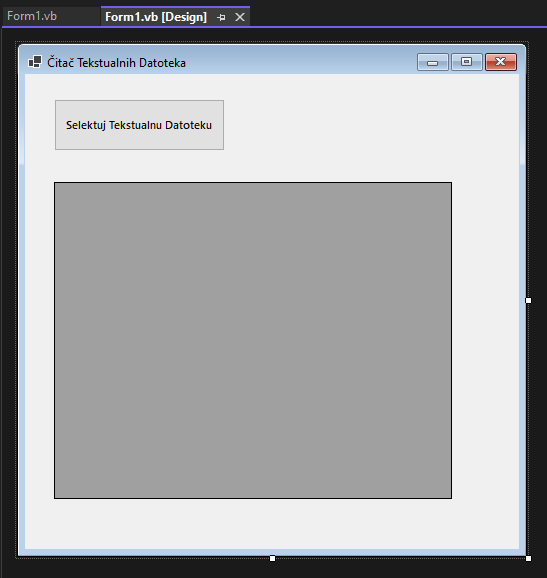 Form1.vb
Form1.vb [Design]
Čitač Tekstualnih Datoteka
Selektuj Tekstualnu Datoteku